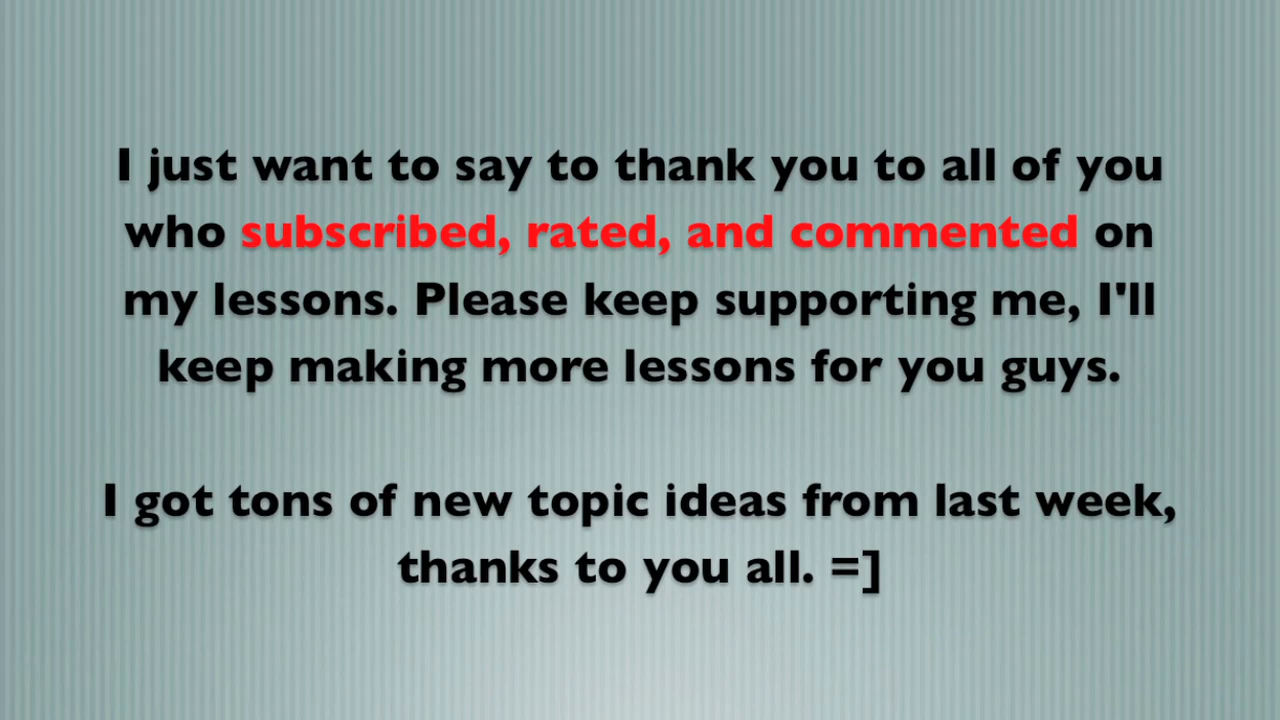 I just want to say to thank you to all of you
who subscribed, rated, and commented on
my lessons. Please keep supporting me, I'll
keep making more lessons for you guys.
I got tons of new topic ideas from last week,
thanks to you all. =]